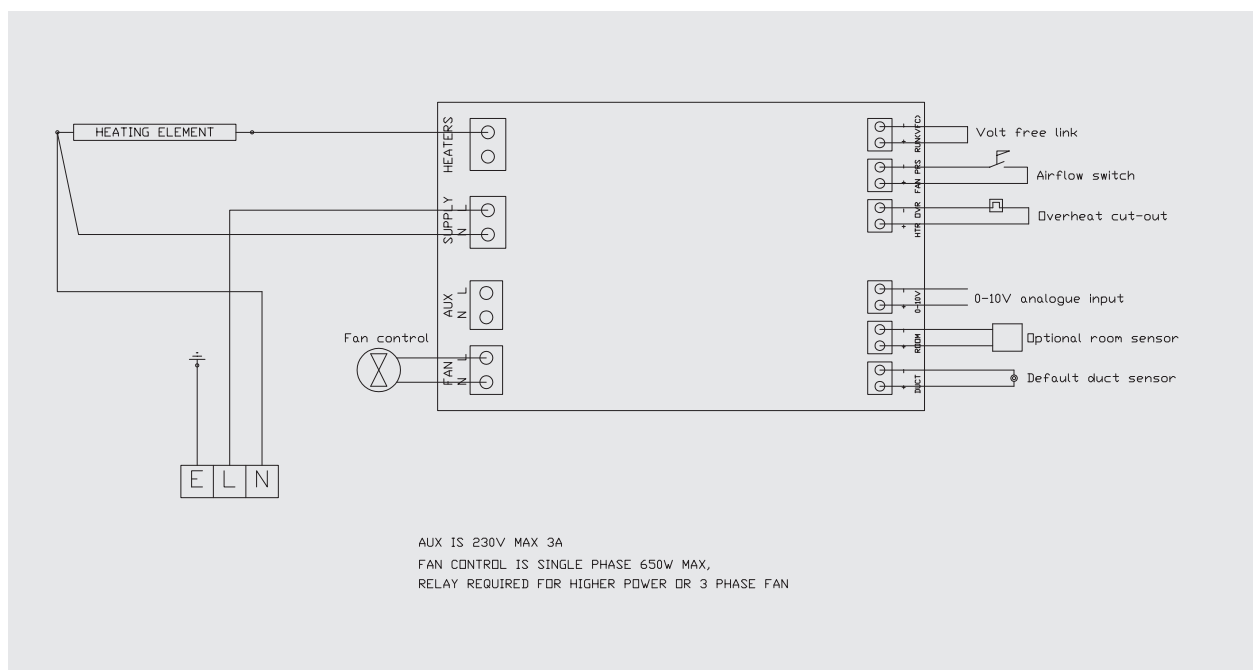 HEATING ELEMENT
HEATERS
SUPPLY
L
N
AUX
L
N
Fan control
FAN
L
N
E L N
- + RUN(VFC)
Volt free link
- + FAN PRS
Airflow switch
- + HTR OVR
Overheat cut-out
- + 0-10V
0-10V analogue input
- + ROOM
Optional room sensor
- + DUCT
Default duct sensor
AUX IS 230V MAX 3A
FAN CONTROL IS SINGLE PHASE 650W MAX,
RELAY REQUIRED FOR HIGHER POWER OR 3 PHASE FAN